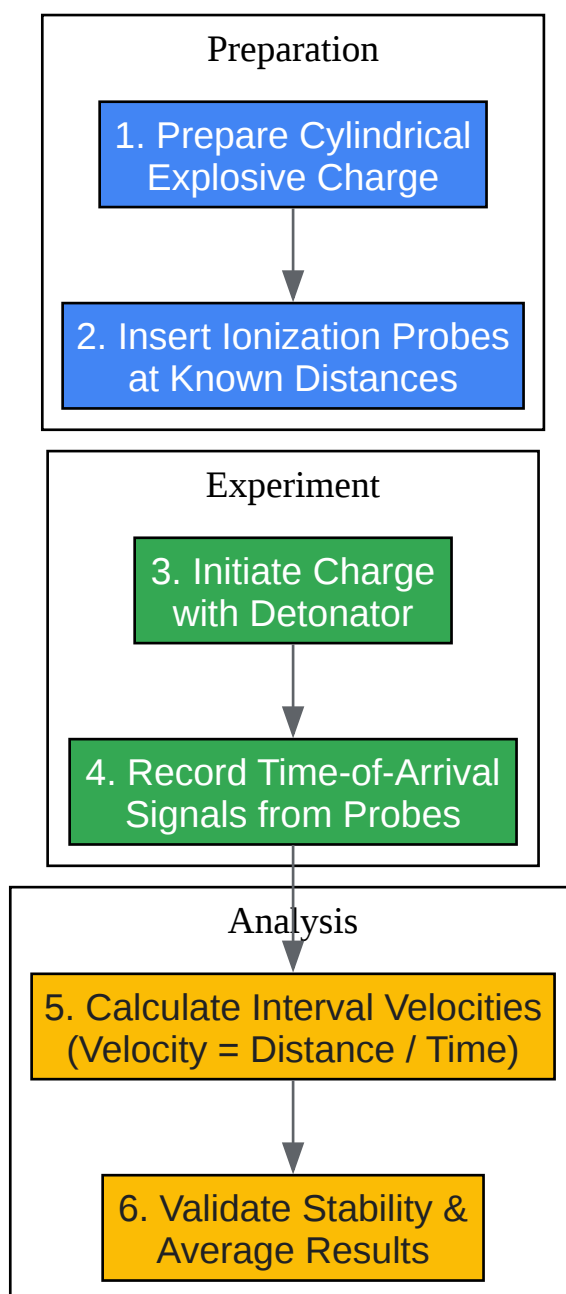 Preparation
1. Prepare Cylindrical
Explosive Charge
2. Insert Ionization Probes
at Known Distances
Experiment
3. Initiate Charge
with Detonator
4. Record Time-of-Arrival
Signals from Probes
Analysis
5. Calculate Interval Velocities
(Velocity = Distance / Time)
6. Validate Stability &
Average Results